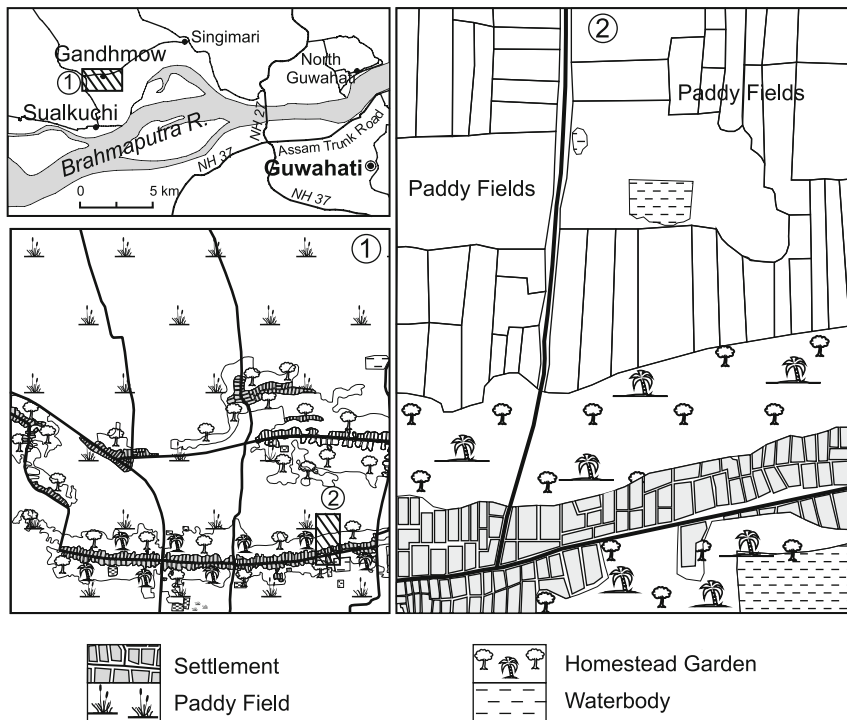 Singimari
Gandhmow
①
North
Guwahati
Sualkuchi
Brahmaputra R.
NH 27
Assam Trunk Road
Guwahati
NH 37
NH 37
0 5 km
①
②
②
Paddy Fields
Paddy Fields
Settlement
Paddy Field
Homestead Garden
Waterbody